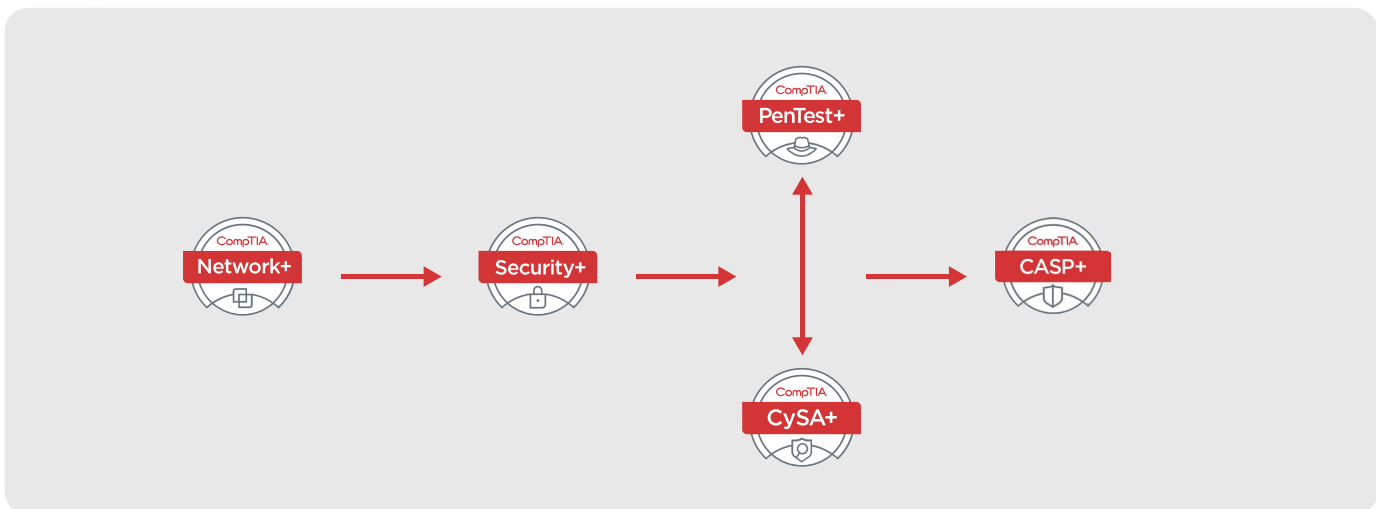 CompTIA.
Network+
CompTIA.
Security+
CompTIA.
PenTest+
CompTIA.
CySA+
CompTIA.
CASP+